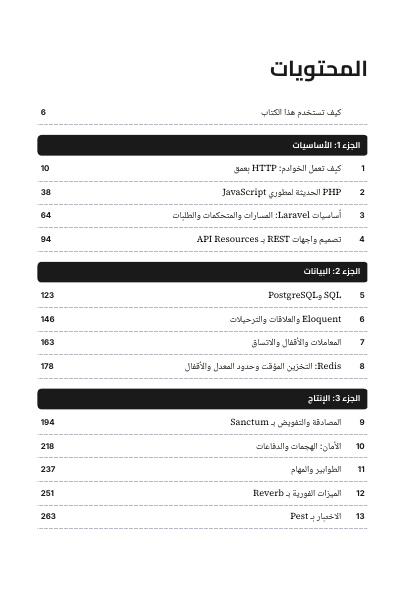 المحتويات
كيف تستخدم هذا الكتاب 6
الجزء 1: الأساسيات
1 كيف تعمل الخوادم: HTTP بعمق 10
2 PHP الحديثة لمطوري JavaScript 38
3 أساسيات Laravel: المسارات والمتحكمات والطلبات 64
4 تصميم واجهات REST بـ API Resources 94
الجزء 2: البيانات
5 SQL وPostgreSQL 123
6 Eloquent والعلاقات والترحيلات 146
7 المعاملات والأقفال والاتساق 163
8 Redis: التخزين المؤقت وحدود المعدل والأقفال 178
الجزء 3: الإنتاج
9 المصادقة والتفويض بـ Sanctum 194
10 الأمان: الهجمات والدفاعات 218
11 الطوابير والمهام 237
12 الميزات الفورية بـ Reverb 251
13 الاختبار بـ Pest 263